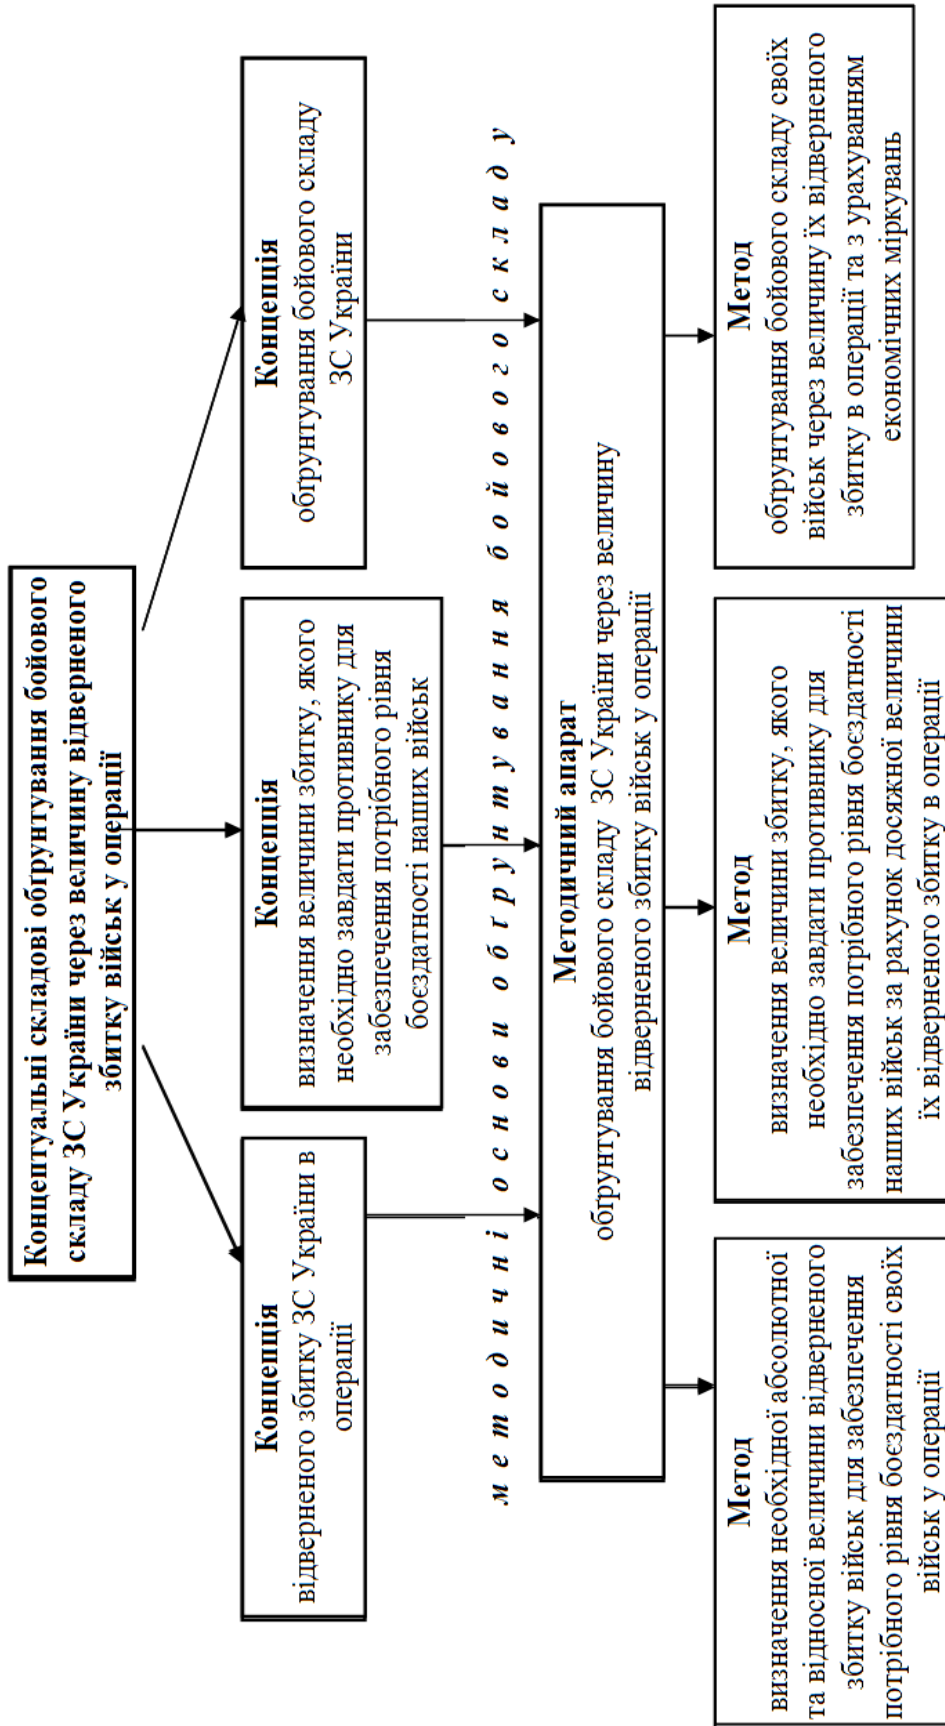 Концептуальні складові обґрунтування бойового
складу ЗС України через величину відверненого
збитку військ у операції
Концепція
відверненого збитку ЗС України в
операції
Концепція
визначення величини збитку, якого
необхідно завдати противнику для
забезпечення потрібного рівня
боєздатності наших військ
Концепція
обґрунтування бойового складу
ЗС України
методичні основи обґрунтування бойового складу
Методичний апарат
обґрунтування бойового складу ЗС України через величину
відверненого збитку військ у операції
Метод
визначення необхідної абсолютної
та відносної величини відверненого
збитку військ для забезпечення
потрібного рівня боєздатності своїх
військ у операції
Метод
визначення величини збитку, якого
необхідно завдати противнику для
забезпечення потрібного рівня боєздатності
наших військ за рахунок досяжної величини
їх відверненого збитку в операції
Метод
обґрунтування бойового складу своїх
військ через величину їх відверненого
збитку в операції та з урахуванням
економічних міркувань